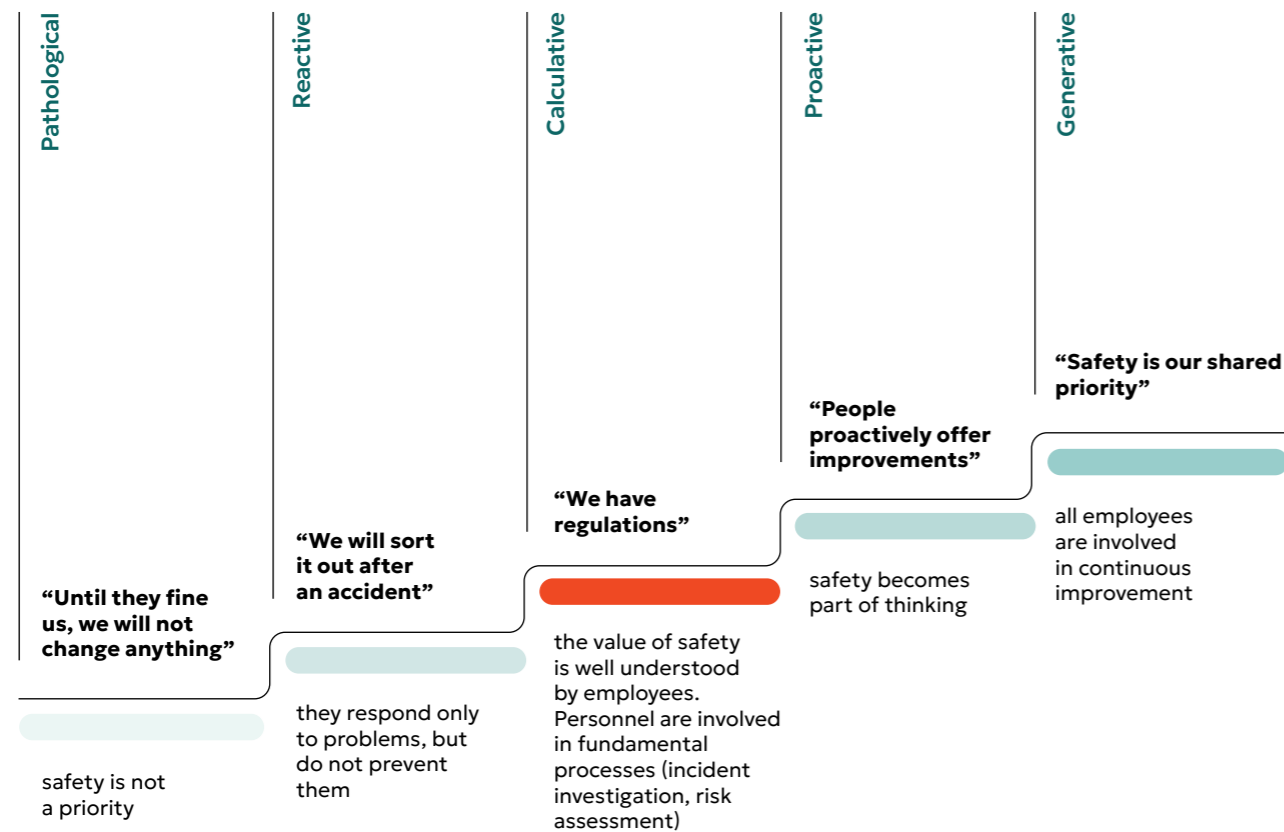 Pathological
Reactive
Calculative
Proactive
Generative
“Until they fine
us, we will not
change anything”
safety is not
a priority
“We will sort
it out after
an accident”
they respond only
to problems, but
do not prevent
them
“We have
regulations”
the value of safety
is well understood
by employees.
Personnel are involved
in fundamental
processes (incident
investigation, risk
assessment)
“People
proactively offer
improvements”
safety becomes
part of thinking
“Safety is our shared
priority”
all employees
are involved
in continuous
improvement